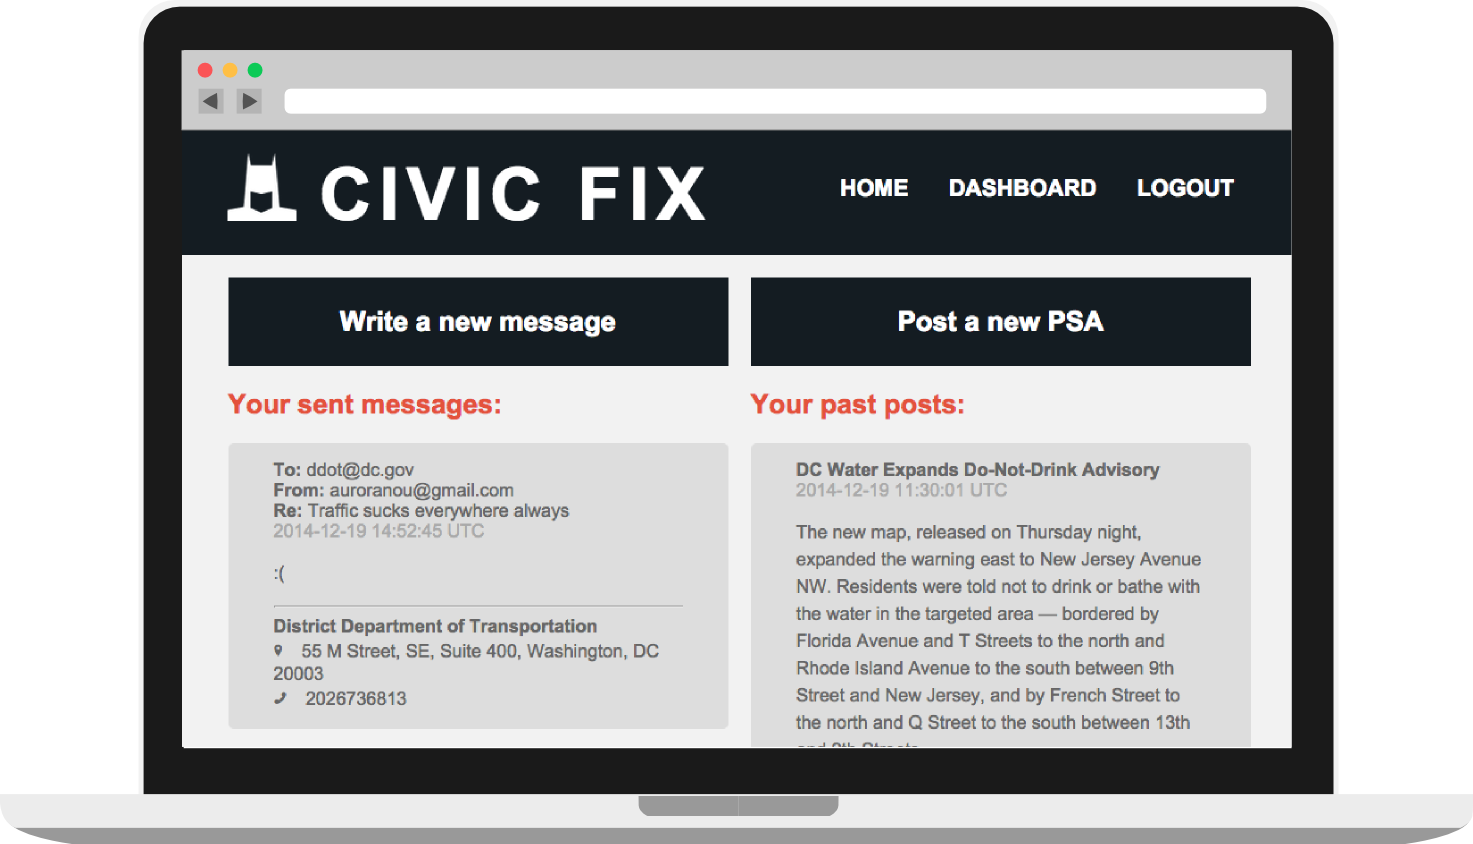 CIVIC FIX
HOME DASHBOARD LOGOUT
Write a new message
Post a new PSA
Your sent messages:
To: ddot@dc.gov
From: auroranou@gmail.com
Re: Traffic sucks everywhere always
2014-12-19 14:52:45 UTC
:(
District Department of Transportation
55 M Street, SE, Suite 400, Washington, DC
20003
2026736813
Your past posts:
DC Water Expands Do-Not-Drink Advisory
2014-12-19 11:30:01 UTC
The new map, released on Thursday night,
expanded the warning east to New Jersey Avenue
NW. Residents were told not to drink or bathe with
the water in the targeted area — bordered by
Florida Avenue and T Streets to the north and
Rhode Island Avenue to the south between 9th
Street and New Jersey, and by French Street to
the north and Q Street to the south between 13th
and 9th Streets